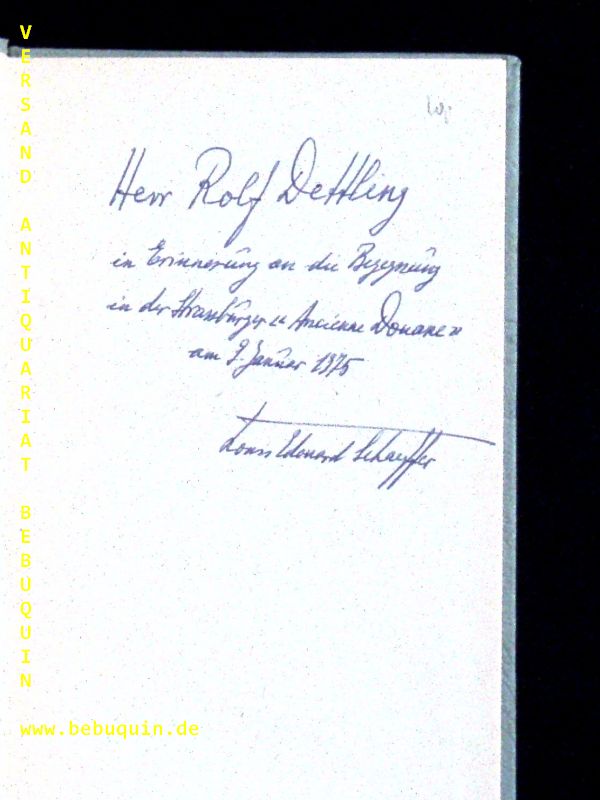 Herr Rolf Dettling
in Erinnerung an die Begegnung
in der Strassburger « Ancienne Douane »
am 9. Januar 1975
Louis Edouard Schaeffer
VERSAND ANTIQUARIAT BEBUQUIN
www.bebuquin.de